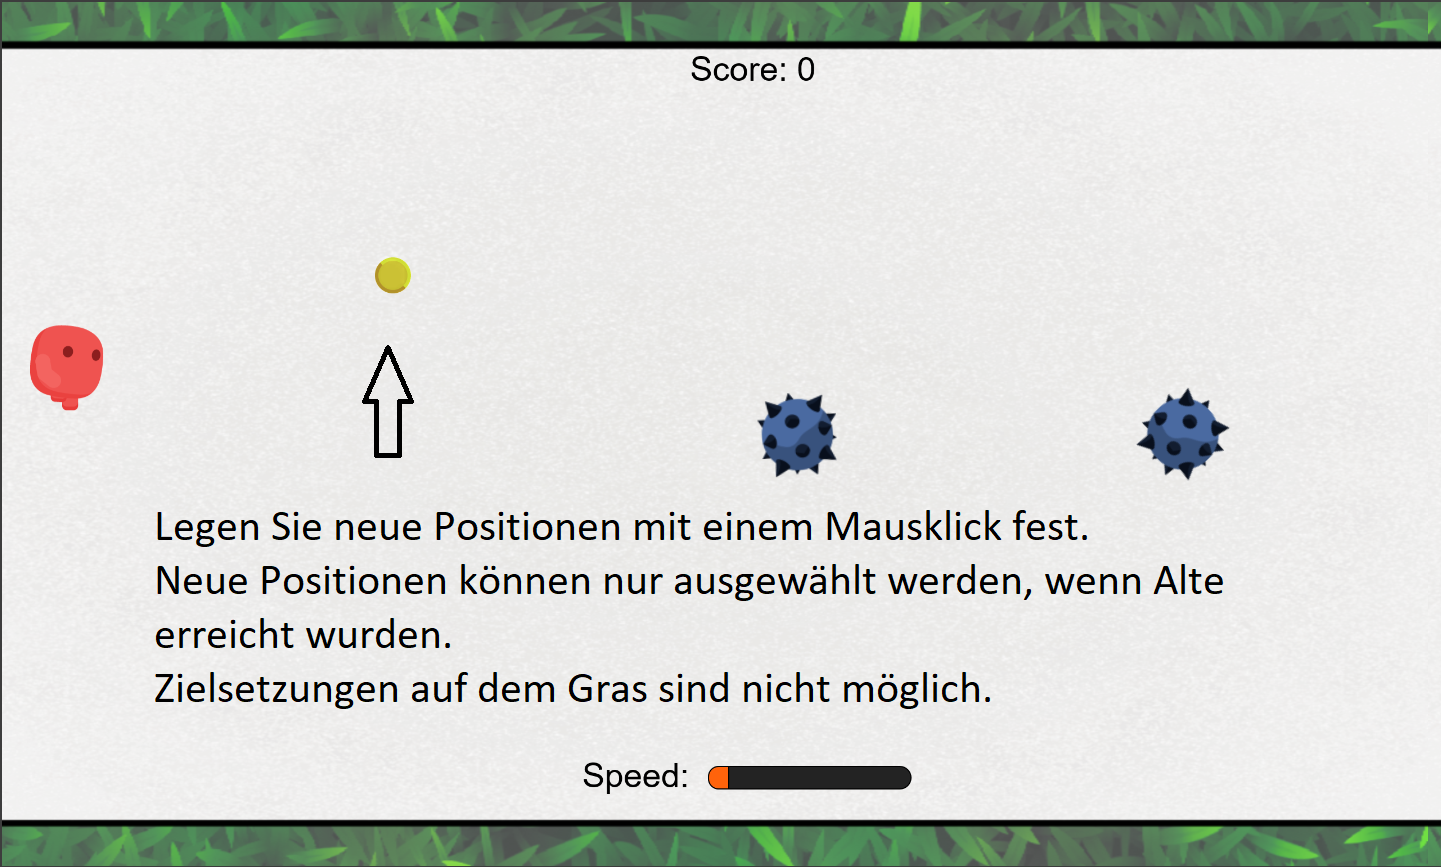 Score: 0
Legen Sie neue Positionen mit einem Mausklick fest.
Neue Positionen können nur ausgewählt werden, wenn Alte
erreicht wurden.
Zielsetzungen auf dem Gras sind nicht möglich.
Speed: